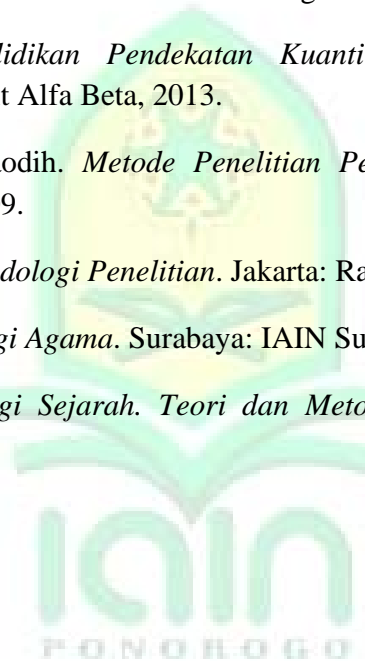 didikan Pendekatan Kuanti
t Alfa Beta, 2013.
odih. Metode Penelitian Pe
9.
dologi Penelitian. Jakarta: Ra
gi Agama. Surabaya: IAIN Su
gi Sejarah. Teori dan Meto
iain
PONOROGO